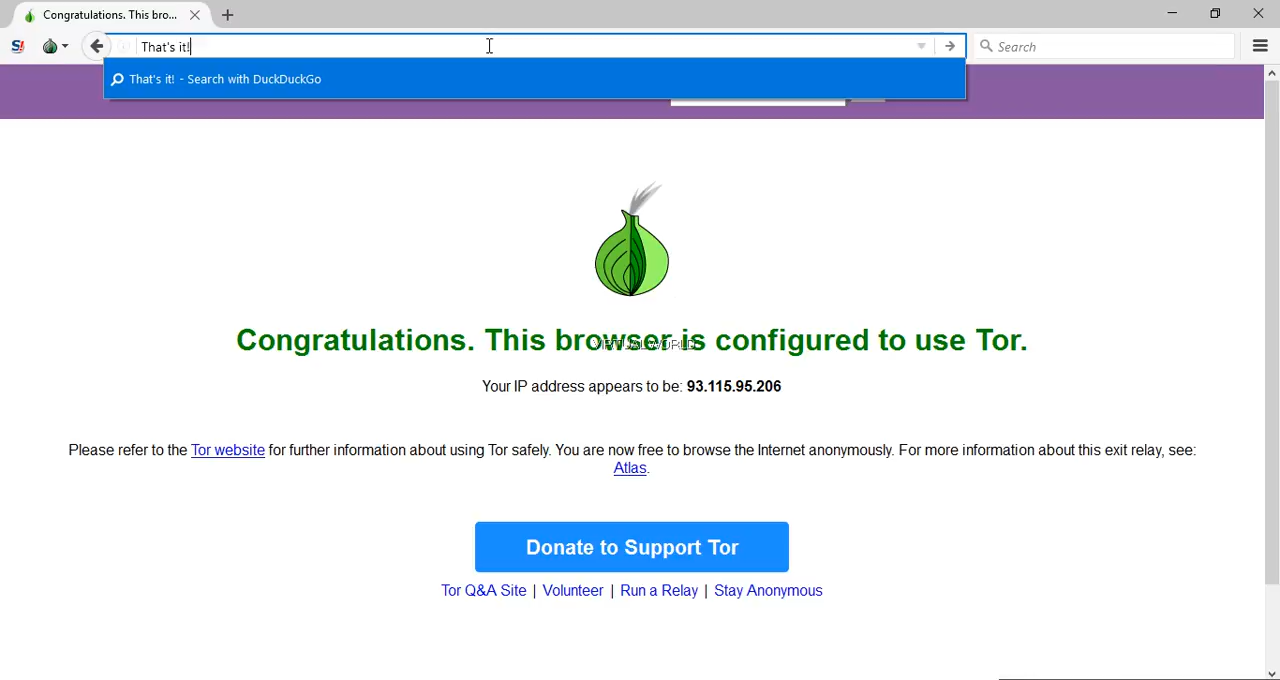 Congratulations. This bro...
S!
That's it!
Search
That's it! - Search with DuckDuckGo
Congratulations. This browser is configured to use Tor.
VIRTUAL WORLD
Your IP address appears to be: 93.115.95.206
Please refer to the Tor website for further information about using Tor safely. You are now free to browse the Internet anonymously. For more information about this exit relay, see:
Atlas.
Donate to Support Tor
Tor Q&A Site | Volunteer | Run a Relay | Stay Anonymous